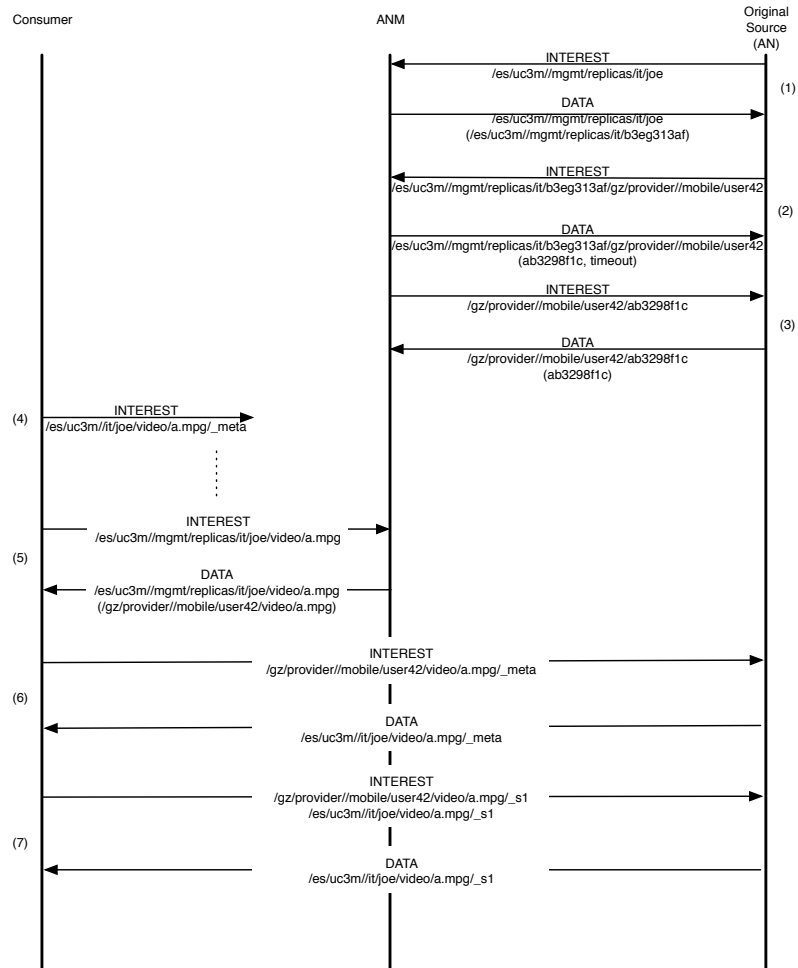 Consumer
ANM
Original
Source
(AN)
INTEREST
/es/uc3m//mgmt/replicas/it/joe
(1)
DATA
/es/uc3m//mgmt/replicas/it/joe
(/es/uc3m//mgmt/replicas/it/b3eg313af)
INTEREST
/es/uc3m//mgmt/replicas/it/b3eg313af/gz/provider//mobile/user42
(2)
DATA
/es/uc3m//mgmt/replicas/it/b3eg313af/gz/provider//mobile/user42
(ab3298f1c, timeout)
INTEREST
/gz/provider//mobile/user42/ab3298f1c
(3)
DATA
/gz/provider//mobile/user42/ab3298f1c
(ab3298f1c)
(4)
INTEREST
/es/uc3m//it/joe/video/a.mpg/_meta
INTEREST
/es/uc3m//mgmt/replicas/it/joe/video/a.mpg
(5)
DATA
/es/uc3m//mgmt/replicas/it/joe/video/a.mpg
(/gz/provider//mobile/user42/video/a.mpg)
INTEREST
/gz/provider//mobile/user42/video/a.mpg/_meta
(6)
DATA
/es/uc3m//it/joe/video/a.mpg/_meta
INTEREST
/gz/provider//mobile/user42/video/a.mpg/_s1
/es/uc3m//it/joe/video/a.mpg/_s1
(7)
DATA
/es/uc3m//it/joe/video/a.mpg/_s1